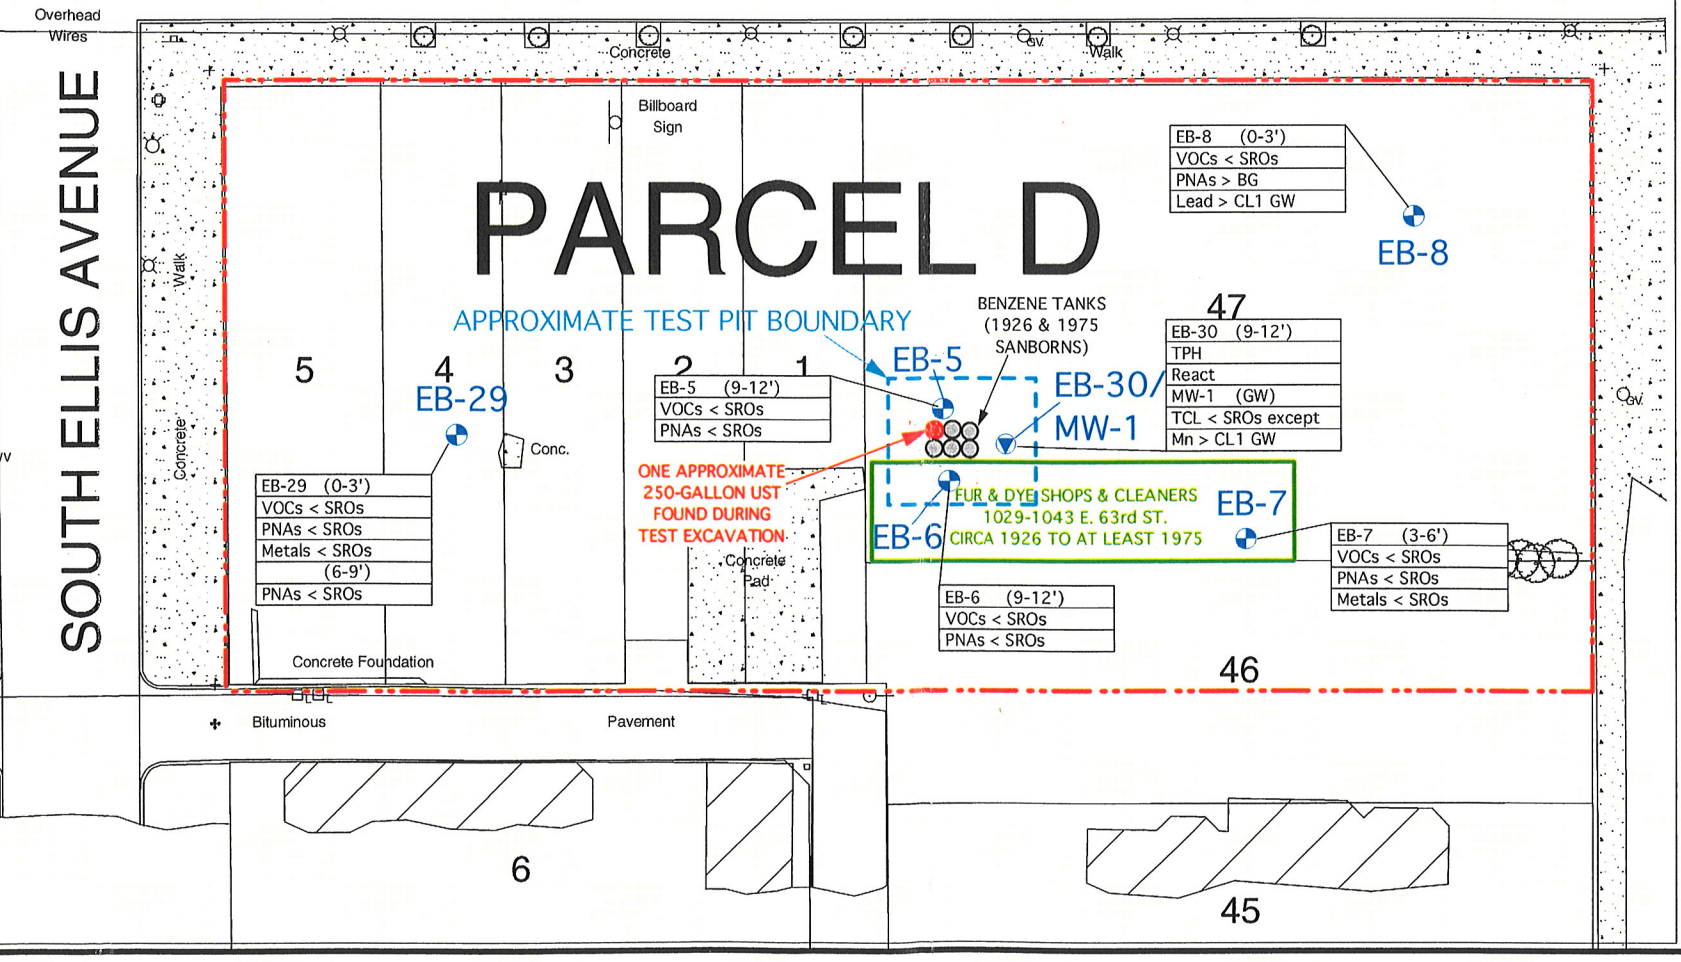 Overhead
Wires
SOUTH ELLIS AVENUE
Concrete
GV
Walk
Billboard
Sign
PARCEL D
EB-8 (0-3')
VOCs < SROs
PNAs > BG
Lead > CL1 GW
EB-8
Walk
Concrete
APPROXIMATE TEST PIT BOUNDARY
BENZENE TANKS
(1926 & 1975
SANBORNS)
47
EB-30 (9-12')
TPH
React
MW-1 (GW)
TCL < SROs except
Mn > CL1 GW
5
4
3
2
1
EB-29
EB-5
EB-5 (9-12')
VOCs < SROs
PNAs < SROs
EB-30/
MW-1
GV
Conc.
ONE APPROXIMATE
250-GALLON UST
FOUND DURING
TEST EXCAVATION
EB-29 (0-3')
VOCs < SROs
PNAs < SROs
Metals < SROs
(6-9')
PNAs < SROs
FUR & DYE SHOPS & CLEANERS
1029-1043 E. 63rd ST.
CIRCA 1926 TO AT LEAST 1975
EB-6
EB-7
EB-7 (3-6')
VOCs < SROs
PNAs < SROs
Metals < SROs
Concrete
Pad
EB-6 (9-12')
VOCs < SROs
PNAs < SROs
Concrete Foundation
46
Bituminous
Pavement
6
45